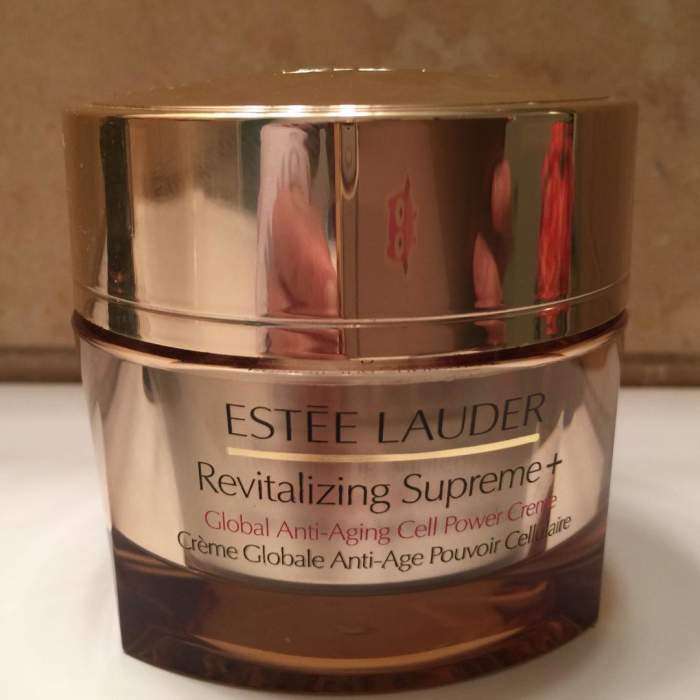 ESTĒE LAUDER
Revitalizing Supreme+
Global Anti-Aging Cell Power Creme
Crème Globale Anti-Age Pouvoir Cellulaire